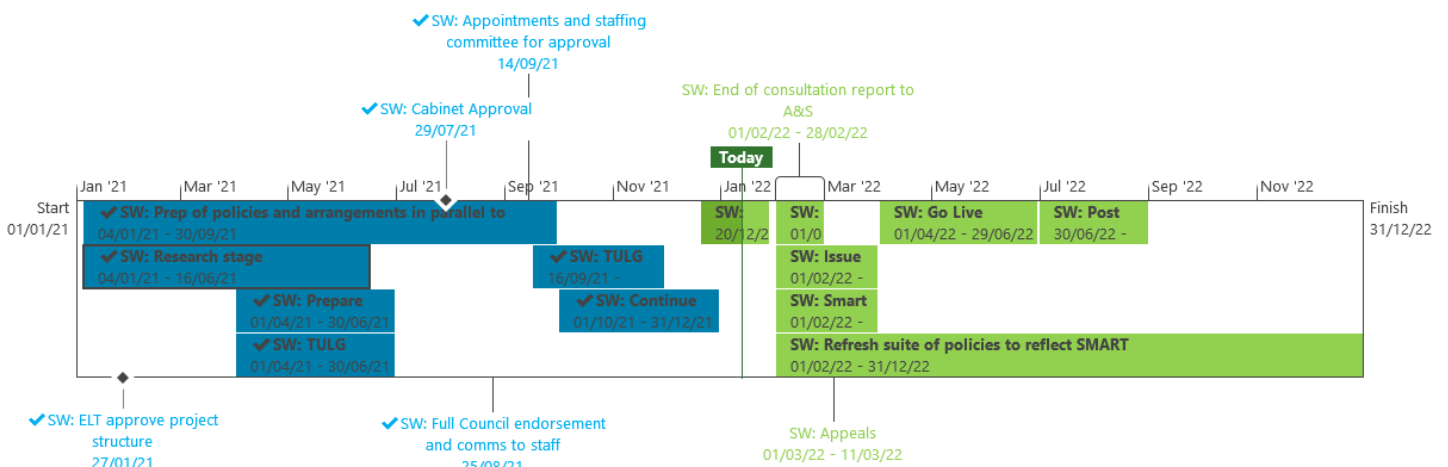 ✔SW: Appointments and staffing
committee for approval
14/09/21
SW: End of consultation report to
A&S
01/02/22 - 28/02/22
✔SW: Cabinet Approval
29/07/21
Today
Jan '21
Mar '21
May '21
Jul '21
Sep '21
Nov '21
Jan '22
Mar '22
May '22
Jul '22
Sep '22
Nov '22
Start
01/01/21
Finish
31/12/22
✔SW: Prep of policies and arrangements in parallel to
04/01/21 - 30/09/21
SW:
20/12/2
SW:
01/0
SW: Go Live
01/04/22 - 29/06/22
SW: Post
30/06/22 -
✔SW: Research stage
04/01/21 - 16/06/21
✔SW: TULG
16/09/21 -
SW: Issue
01/02/22 -
✔SW: Prepare
01/04/21 - 30/06/21
✔SW: Continue
01/10/21 - 31/12/21
SW: Smart
01/02/22 -
✔SW: TULG
01/04/21 - 30/06/21
SW: Refresh suite of policies to reflect SMART
01/02/22 - 31/12/22
✔SW: ELT approve project
structure
27/01/21
✔SW: Full Council endorsement
and comms to staff
25/08/21
SW: Appeals
01/03/22 - 11/03/22